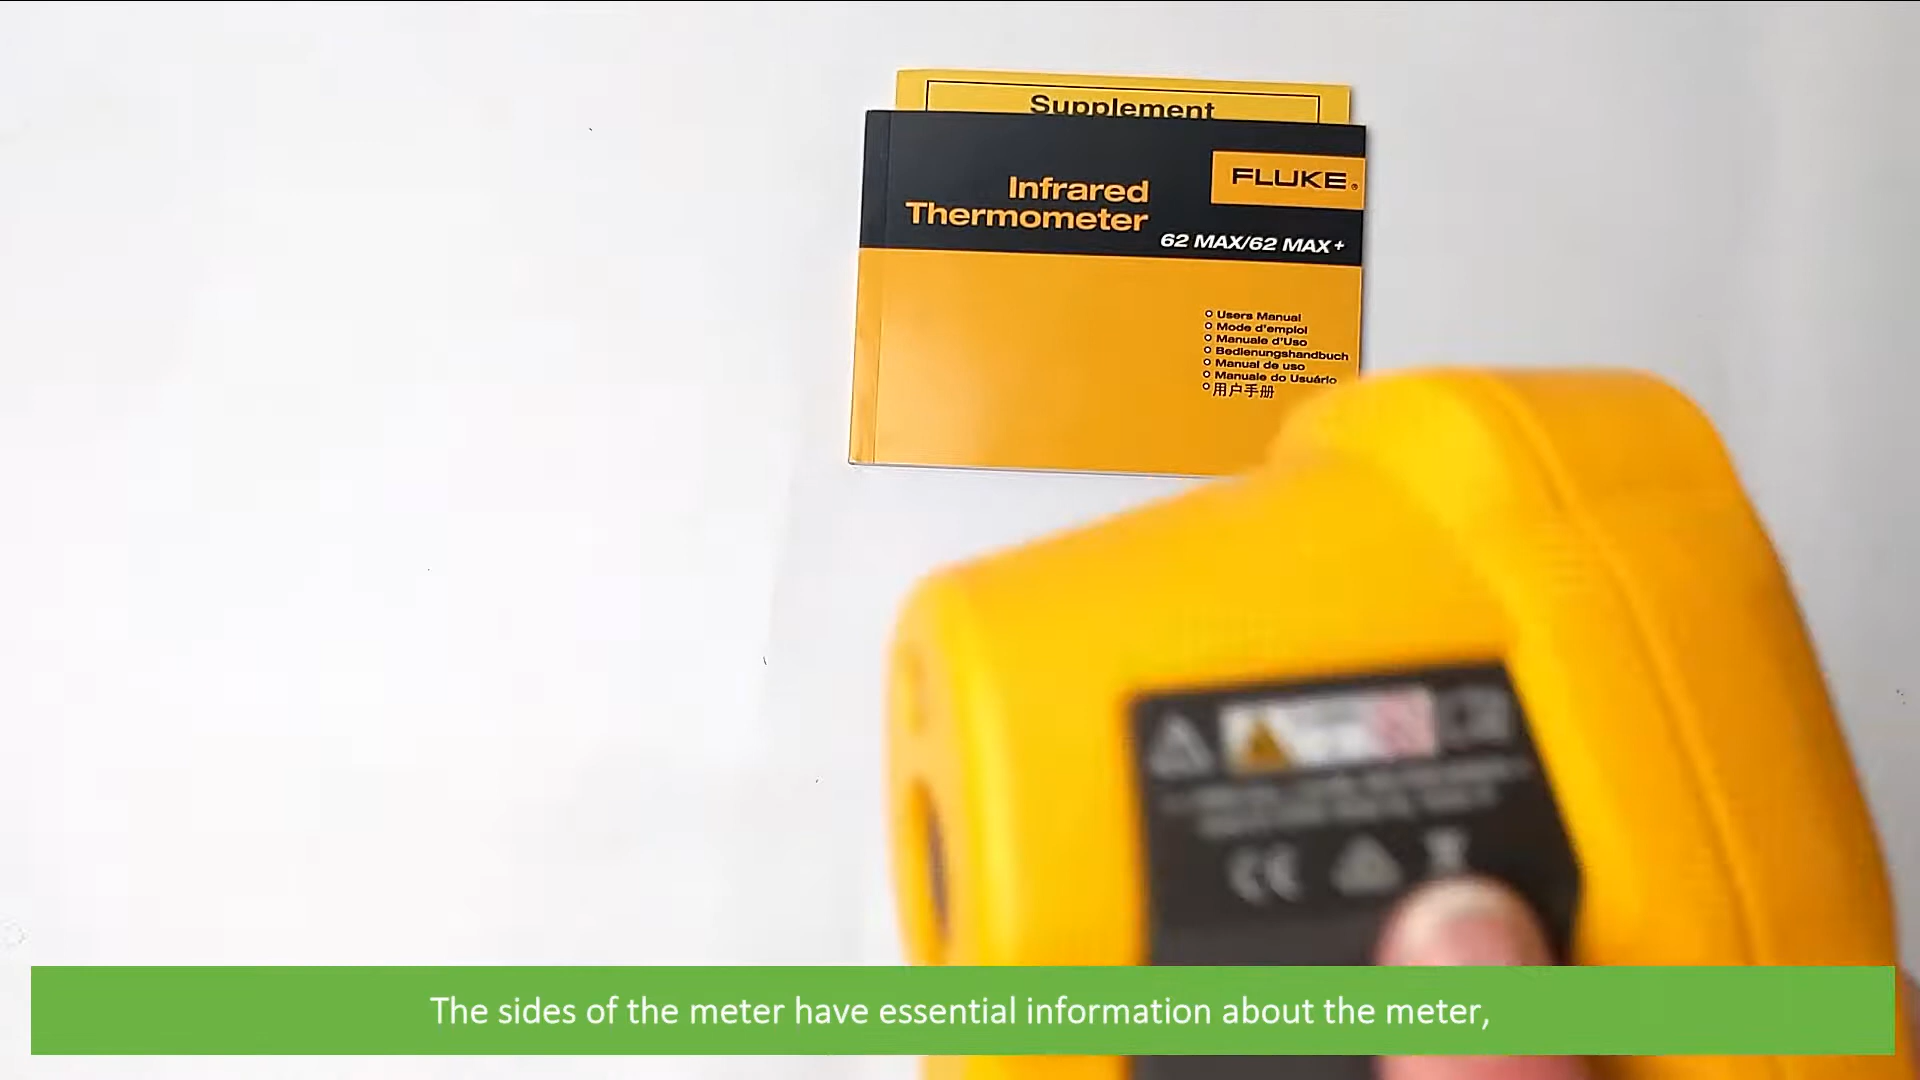 Supplement
Infrared
Thermometer
FLUKE®
62 MAX/62 MAX+
Users Manual
Mode d'emploi
Manuale d'Uso
Bedienungshandbuch
Manual de uso
Manuale do Usuário
用户手册
CE
The sides of the meter have essential information about the meter,